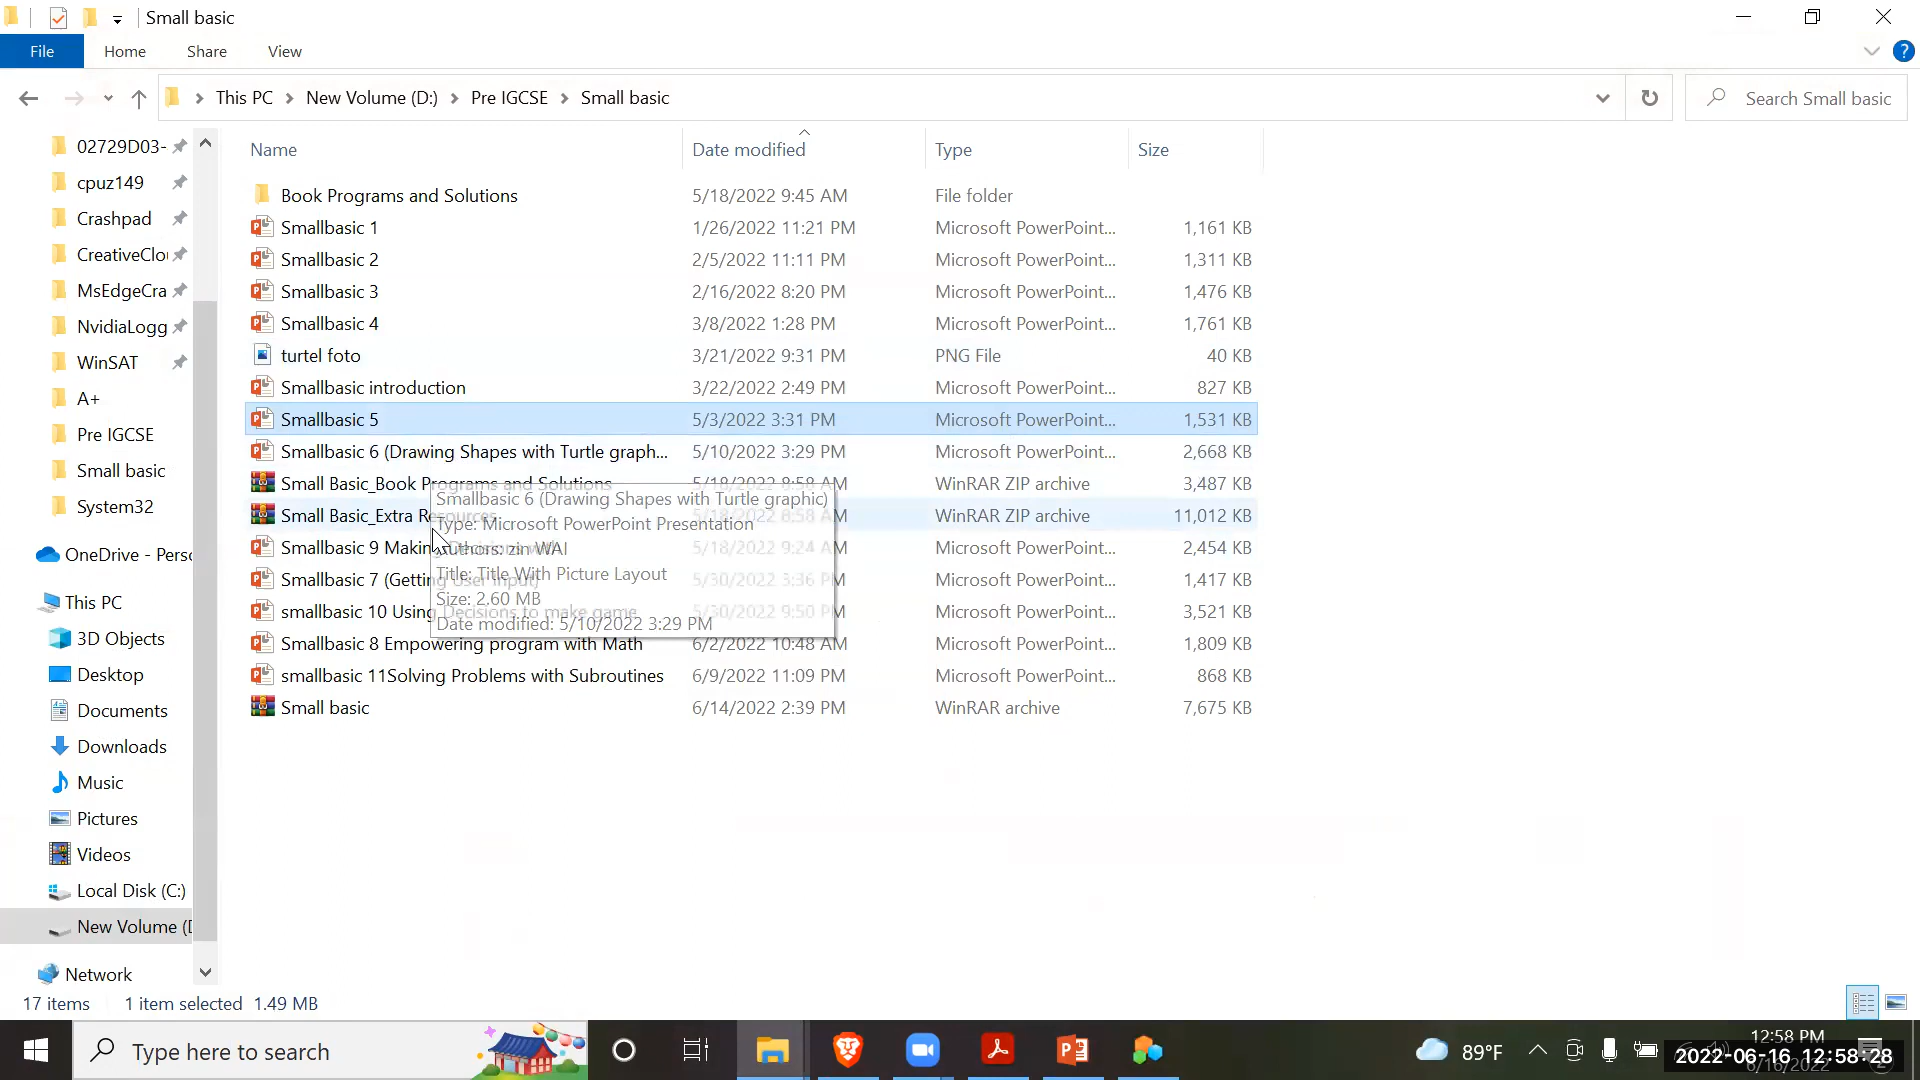 Small basic
File Home Share View
This PC New Volume (D:) Pre IGCSE Small basic Search Small basic
Name Date modified Type Size
Book Programs and Solutions 5/18/2022 9:45 AM File folder
Smallbasic 1 1/26/2022 11:21 PM Microsoft PowerPoint... 1,161 KB
Smallbasic 2 2/5/2022 11:11 PM Microsoft PowerPoint... 1,311 KB
Smallbasic 3 2/16/2022 8:20 PM Microsoft PowerPoint... 1,476 KB
Smallbasic 4 3/8/2022 1:28 PM Microsoft PowerPoint... 1,761 KB
turtel foto 3/21/2022 9:31 PM PNG File 40 KB
Smallbasic introduction 3/22/2022 2:49 PM Microsoft PowerPoint... 827 KB
Smallbasic 5 5/3/2022 3:31 PM Microsoft PowerPoint... 1,531 KB
Smallbasic 6 (Drawing Shapes with Turtle graph... 5/10/2022 3:29 PM Microsoft PowerPoint... 2,668 KB
Small Basic_Book Programs and Solutions 5/18/2022 8:58 AM WinRAR ZIP archive 3,487 KB
Small Basic_Extra Resources 5/18/2022 8:58 AM WinRAR ZIP archive 11,012 KB
Smallbasic 9 Making Decisions with 5/18/2022 9:24 AM Microsoft PowerPoint... 2,454 KB
Smallbasic 7 (Getting User input) 5/30/2022 3:36 PM Microsoft PowerPoint... 1,417 KB
smallbasic 10 Using Decisions to make game 5/30/2022 9:50 PM Microsoft PowerPoint... 3,521 KB
Smallbasic 8 Empowering program with Math 6/2/2022 10:48 AM Microsoft PowerPoint... 1,809 KB
smallbasic 11Solving Problems with Subroutines 6/9/2022 11:09 PM Microsoft PowerPoint... 868 KB
Small basic 6/14/2022 2:39 PM WinRAR archive 7,675 KB
Smallbasic 6 (Drawing Shapes with Turtle graphic)
Type: Microsoft PowerPoint Presentation
Authors: zin WAI
Title: Title With Picture Layout
Size: 2.60 MB
Date modified: 5/10/2022 3:29 PM
02729D03-
cpuz149
Crashpad
CreativeClou
MsEdgeCra
NvidiaLogg
WinSAT
A+
Pre IGCSE
Small basic
System32
OneDrive - Perso
This PC
3D Objects
Desktop
Documents
Downloads
Music
Pictures
Videos
Local Disk (C:)
New Volume (D
Network
17 items 1 item selected 1.49 MB
Type here to search
89°F
12:58 PM
6/16/2022
2022-06-16 12:58:28